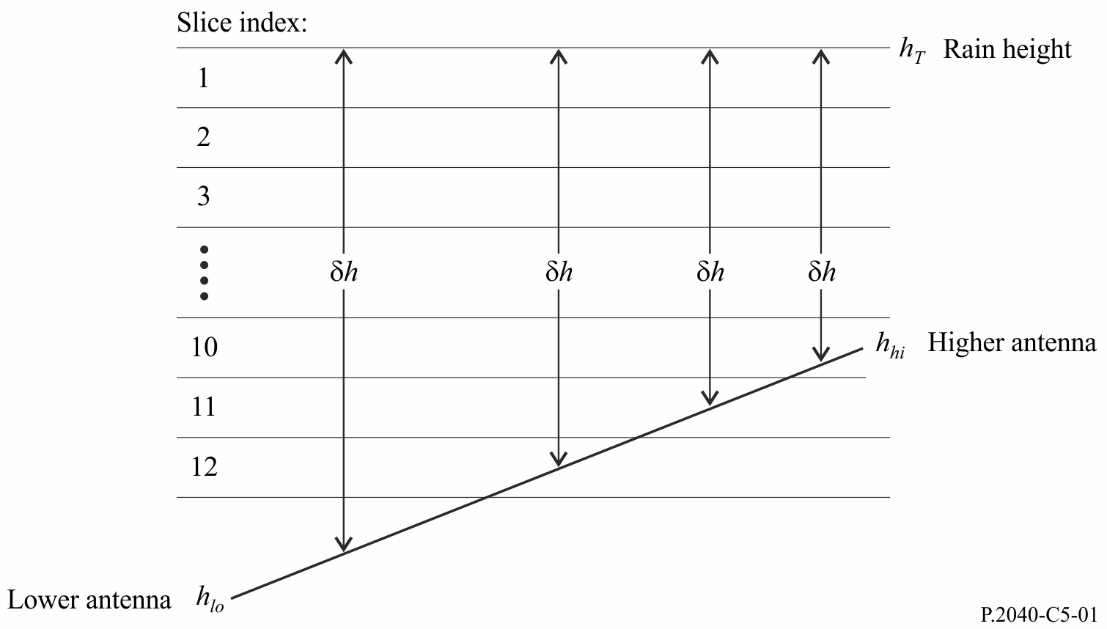 Slice index:
h_T Rain height
1
2
3
δh δh δh δh
10
h_hi Higher antenna
11
12
Lower antenna h_lo
P.2040-C5-01